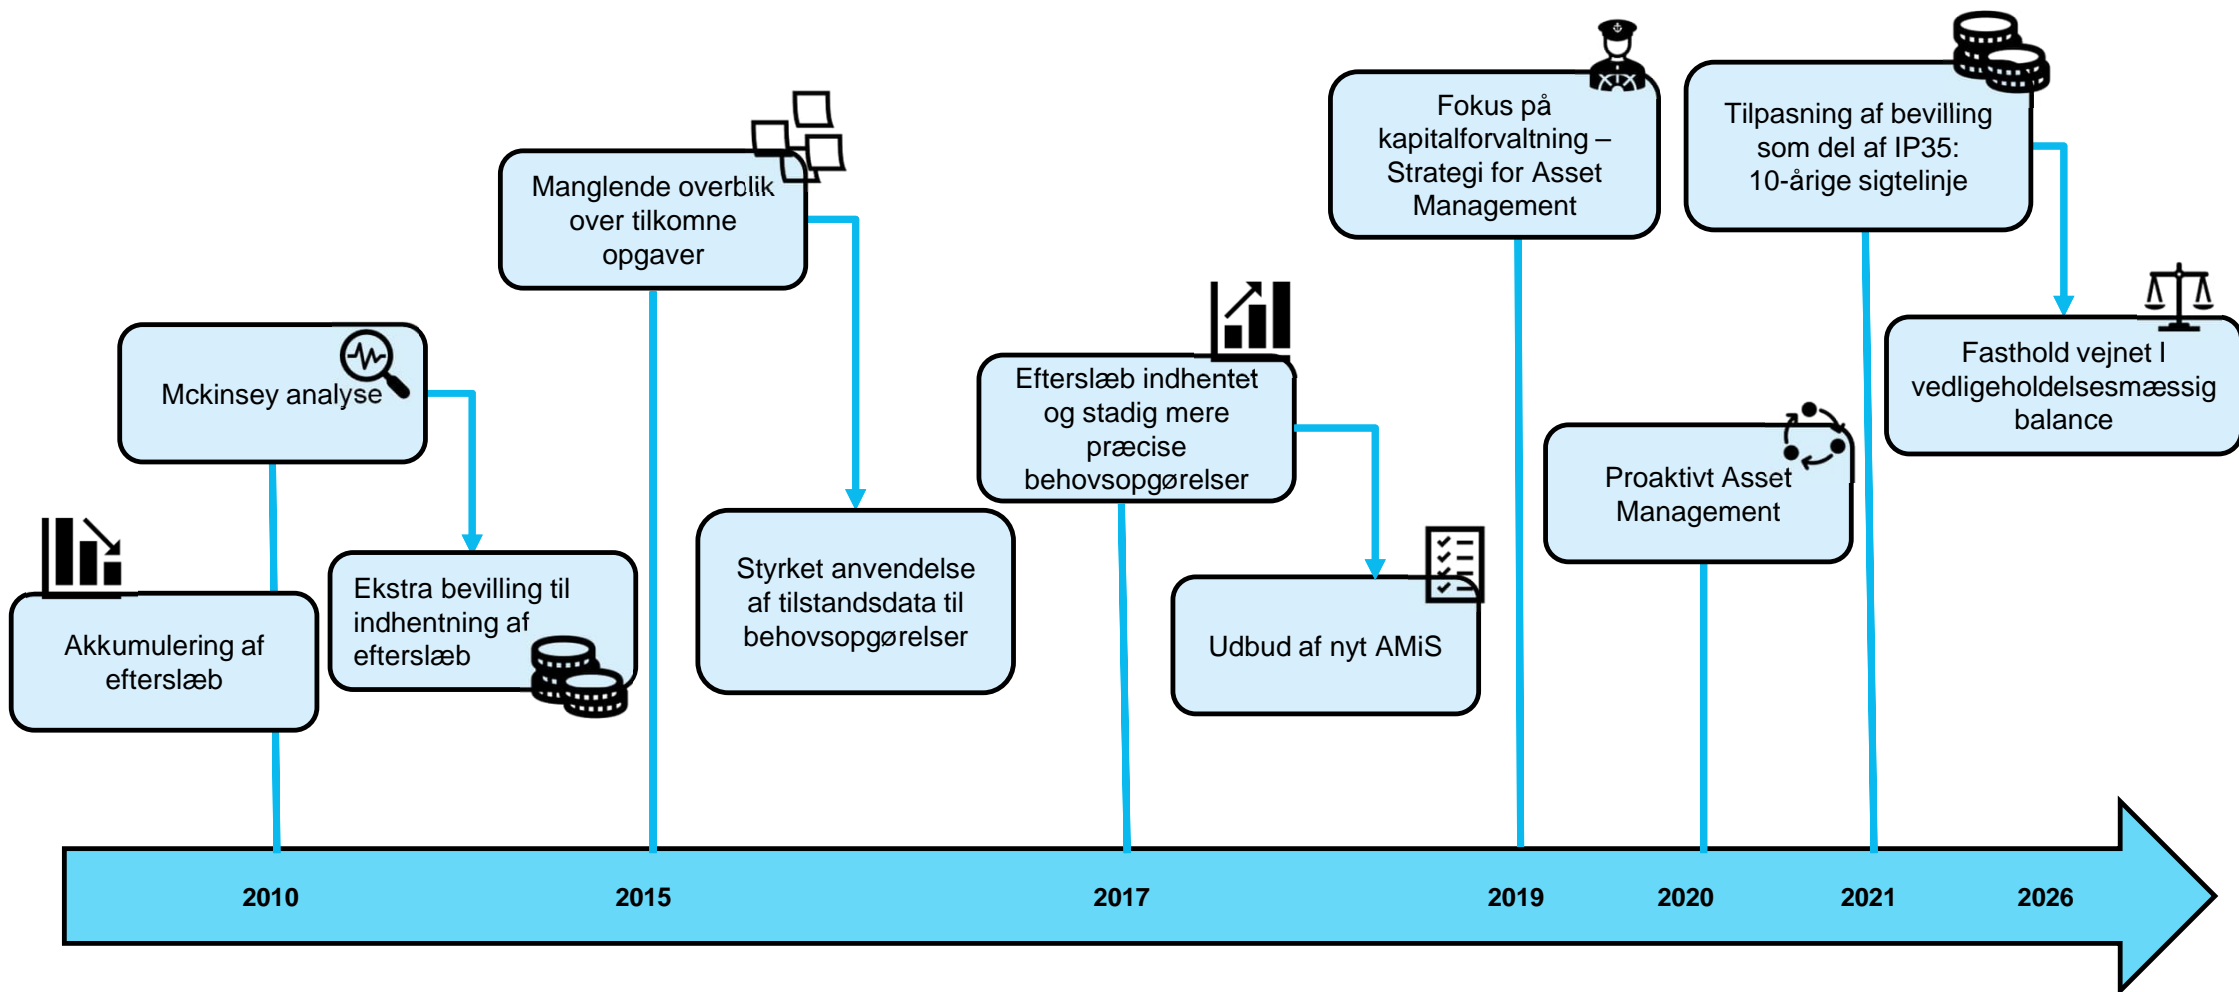 Akkumulering af
efterslæb
Mckinsey analyse
Ekstra bevilling til
indhentning af
efterslæb
Manglende overblik
over tilkomne
opgaver
Styrket anvendelse
af tilstandsdata til
behovsopgørelser
Efterslæb indhentet
og stadig mere
præcise
behovsopgørelser
Udbud af nyt AMiS
Fokus på
kapitalforvaltning –
Strategi for Asset
Management
Proaktivt Asset
Management
Tilpasning af bevilling
som del af IP35:
10-årige sigtelinje
Fasthold vejnet I
vedligeholdelsesmæssig
balance
2010
2015
2017
2019
2020
2021
2026